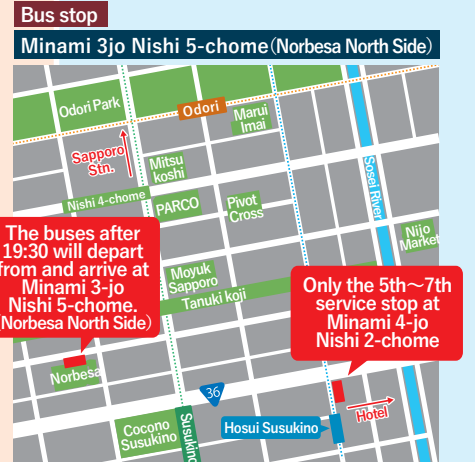 Bus stop
Minami 3jo Nishi 5-chome(Norbesa North Side)
Odori Park
Odori
Marui
Imai
Sapporo
Stn.
Mitsu
koshi
Sosei River
Nishi 4-chome
PARCO
Pivot
Cross
Nijo
Market
The buses after
19:30 will depart
from and arrive at
Minami 3-jo
Nishi 5-chome.
(Norbesa North Side)
Moyuk
Sapporo
Tanuki koji
Only the 5th~7th
service stop at
Minami 4-jo
Nishi 2-chome
Norbesa
36
Hotel
Cocono
Susukino
Susukino
Hosui Susukino